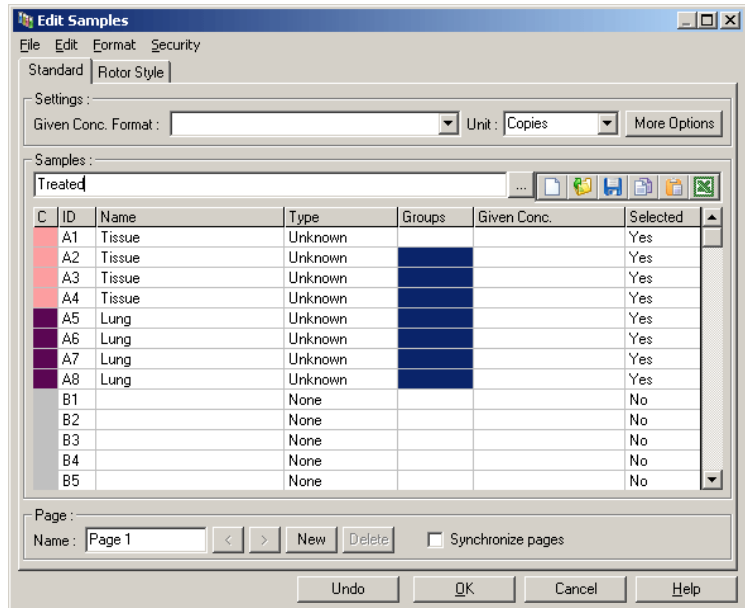 Edit Samples
File Edit Format Security
Standard Rotor Style
Settings :
Given Conc. Format : Unit : Copies More Options
Samples :
Treated ...
C ID Name Type Groups Given Conc. Selected
A1 Tissue Unknown Yes
A2 Tissue Unknown Yes
A3 Tissue Unknown Yes
A4 Tissue Unknown Yes
A5 Lung Unknown Yes
A6 Lung Unknown Yes
A7 Lung Unknown Yes
A8 Lung Unknown Yes
B1 None No
B2 None No
B3 None No
B4 None No
B5 None No
Page :
Name : Page 1 < > New Delete Synchronize pages
Undo OK Cancel Help